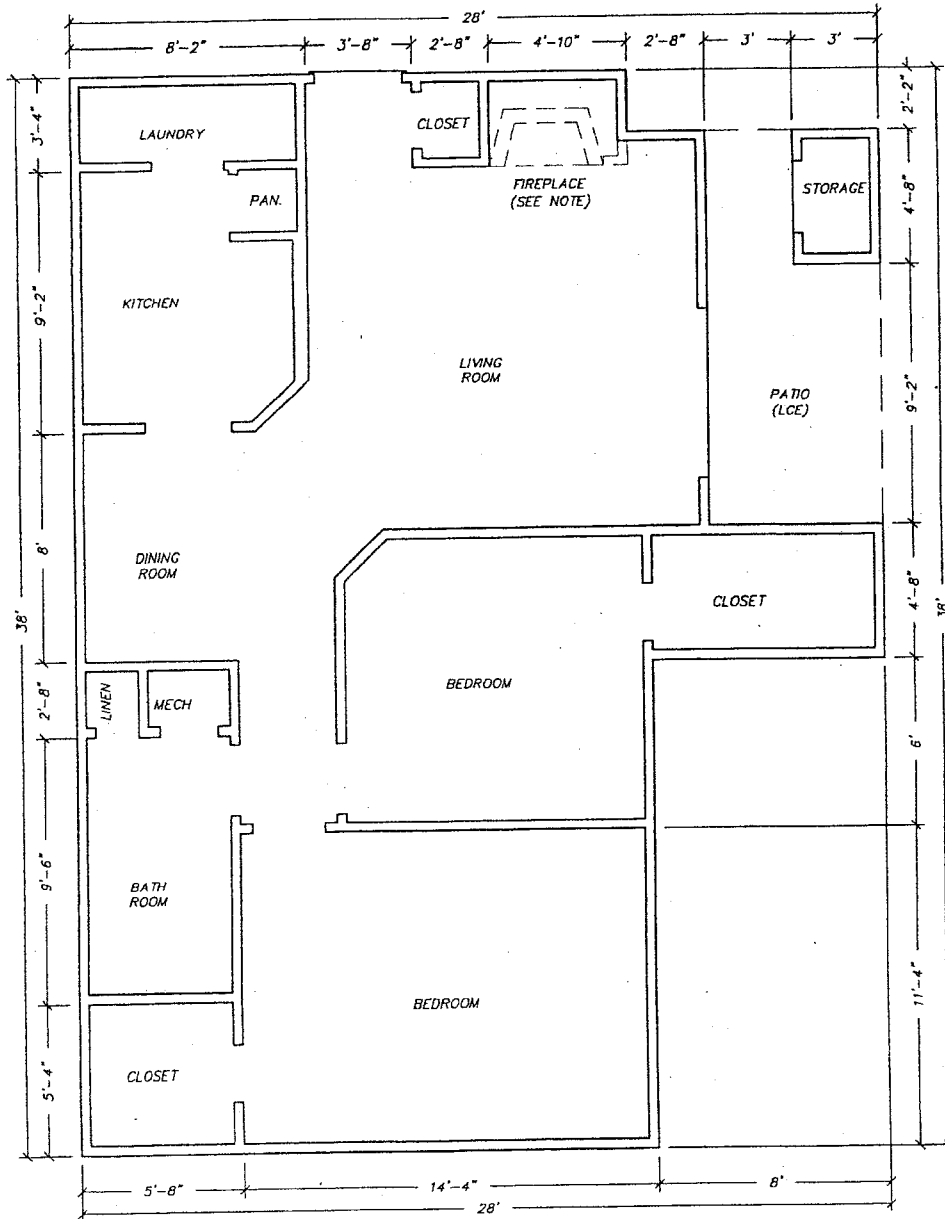 28'
8'-2" 3'-8" 2'-8" 4'-10" 2'-8" 3' 3'
3'-4"
2'-2"
LAUNDRY
CLOSET
PAN.
FIREPLACE
(SEE NOTE)
STORAGE
4'-8"
9'-2"
KITCHEN
LIVING
ROOM
PATIO
(LCE)
9'-2"
8'
DINING
ROOM
38'
38'
CLOSET
4'-8"
LINEN
MECH
2'-8"
BEDROOM
6'
9'-6"
BATH
ROOM
BEDROOM
11'-4"
CLOSET
5'-4"
5'-8" 14'-4" 8'
28'